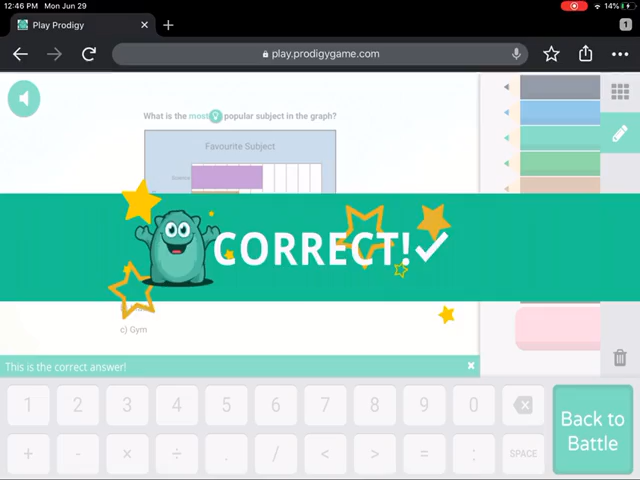 12:46 PM Mon Jun 29
14%
Play Prodigy
1
play.prodigygame.com
What is the most popular subject in the graph?
Favourite Subject
Science
CORRECT!
c) Gym
This is the correct answer!
1 2 3 4 5 6 7 8 9 0
+ - × ÷ . / < > = : SPACE
Back to
Battle